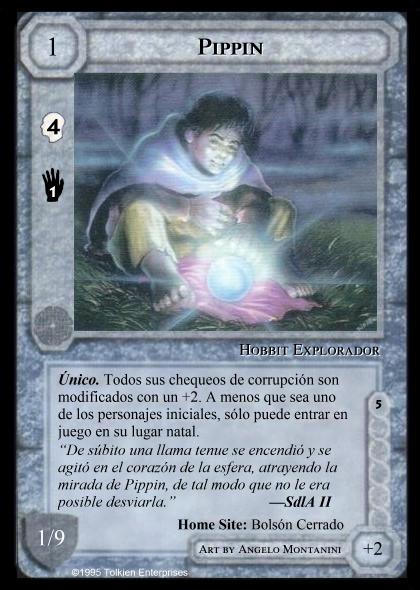 1
PIPPIN
4
1
HOBBIT EXPLORADOR
Único. Todos sus chequeos de corrupción son
modificados con un +2. A menos que sea uno
de los personajes iniciales, sólo puede entrar en
juego en su lugar natal.
5
“De súbito una llama tenue se encendió y se
agitó en el corazón de la esfera, atrayendo la
mirada de Pippin, de tal modo que no le era
posible desviarla.” —SdlA II
Home Site: Bolsón Cerrado
1/9
ART BY ANGELO MONTANINI
+2
©1995 Tolkien Enterprises